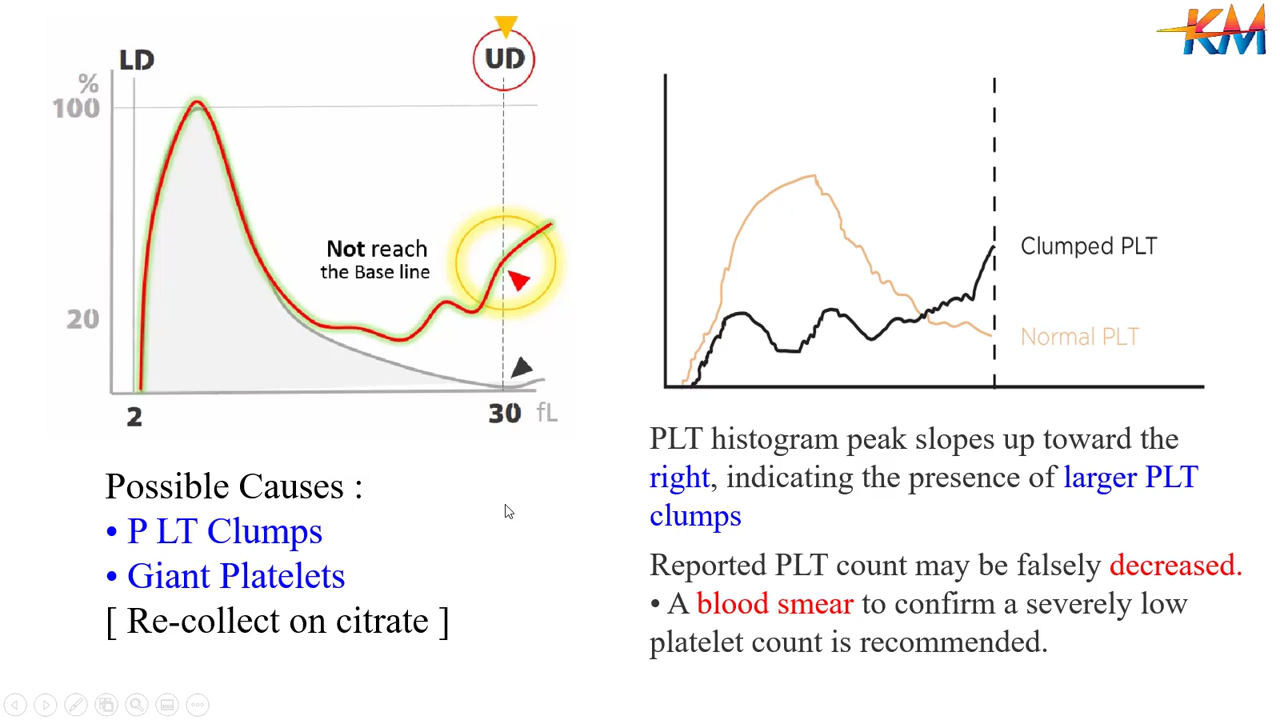 KM
LD
UD
%
100
Not reach
the Base line
20
2
30 fL
Clumped PLT
Normal PLT
Possible Causes :
• P LT Clumps
• Giant Platelets
[ Re-collect on citrate ]
PLT histogram peak slopes up toward the
right, indicating the presence of larger PLT
clumps
Reported PLT count may be falsely decreased.
• A blood smear to confirm a severely low
platelet count is recommended.